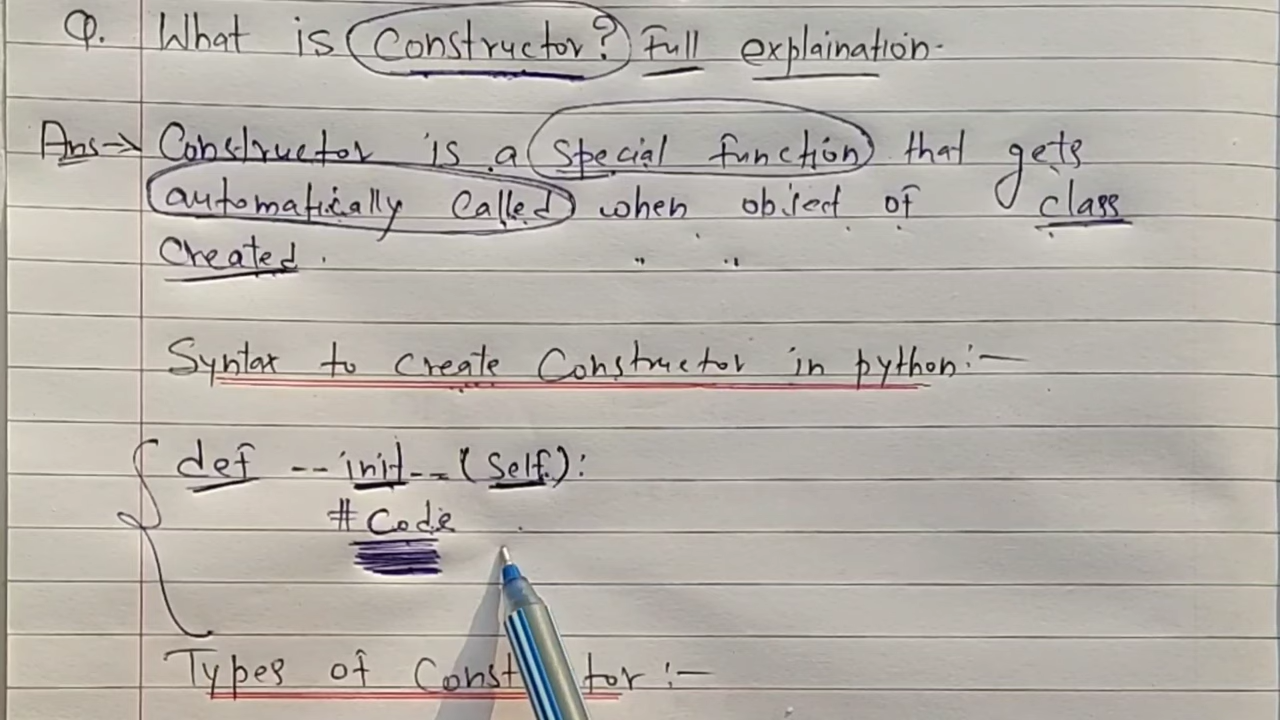 Q. What is Constructor? Full explaination.
Ans→ Constructor is a special function that gets
automatically called when object of class
Created.
Syntax to create Constructor in python:-
def --init--(self):
#Code
Types of Const tor:-